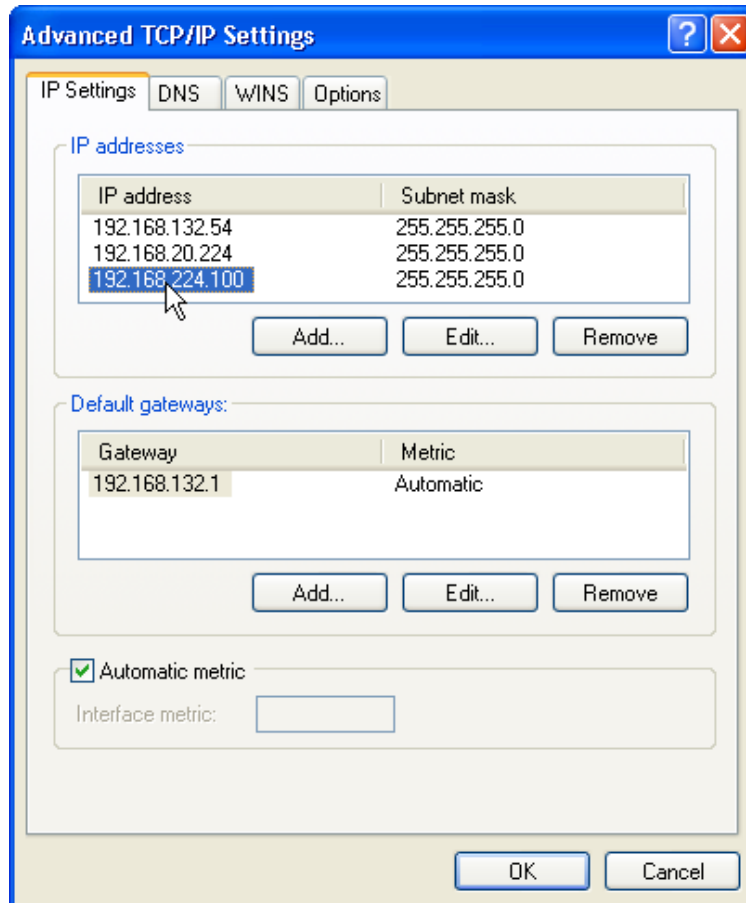 Advanced TCP/IP Settings
IP Settings DNS WINS Options
IP addresses
IP address Subnet mask
192.168.132.54 255.255.255.0
192.168.20.224 255.255.255.0
192.168.224.100 255.255.255.0
Add... Edit... Remove
Default gateways:
Gateway Metric
192.168.132.1 Automatic
Add... Edit... Remove
Automatic metric
Interface metric:
OK Cancel